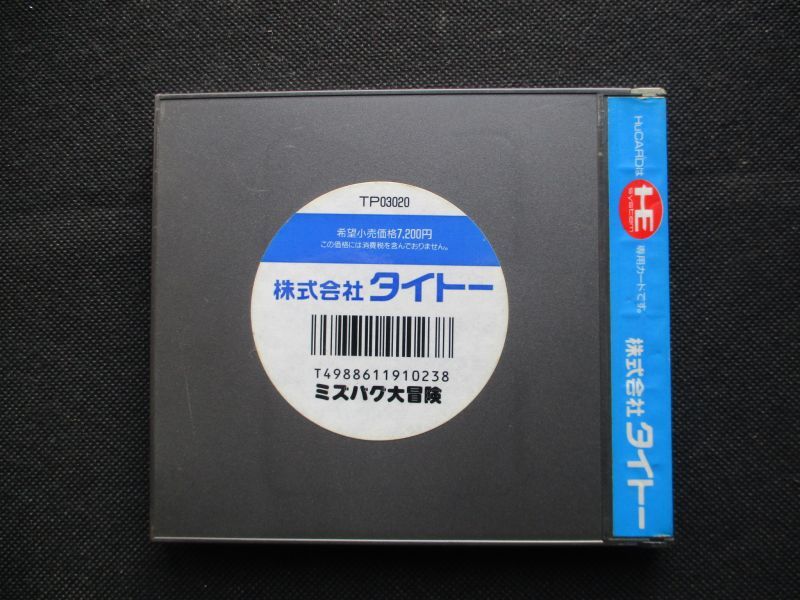 TP03020
希望小売価格7,200円
この価格には消費税を含んでおりません。
株式会社 タイトー
T4988611910238
ミズバク大冒険
HuCARDは HE system 専用カードです。
株式会社 タイトー